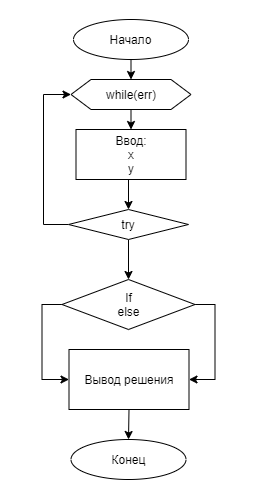 Начало
while(err)
Ввод:
x
y
try
If
else
Вывод решения
Конец